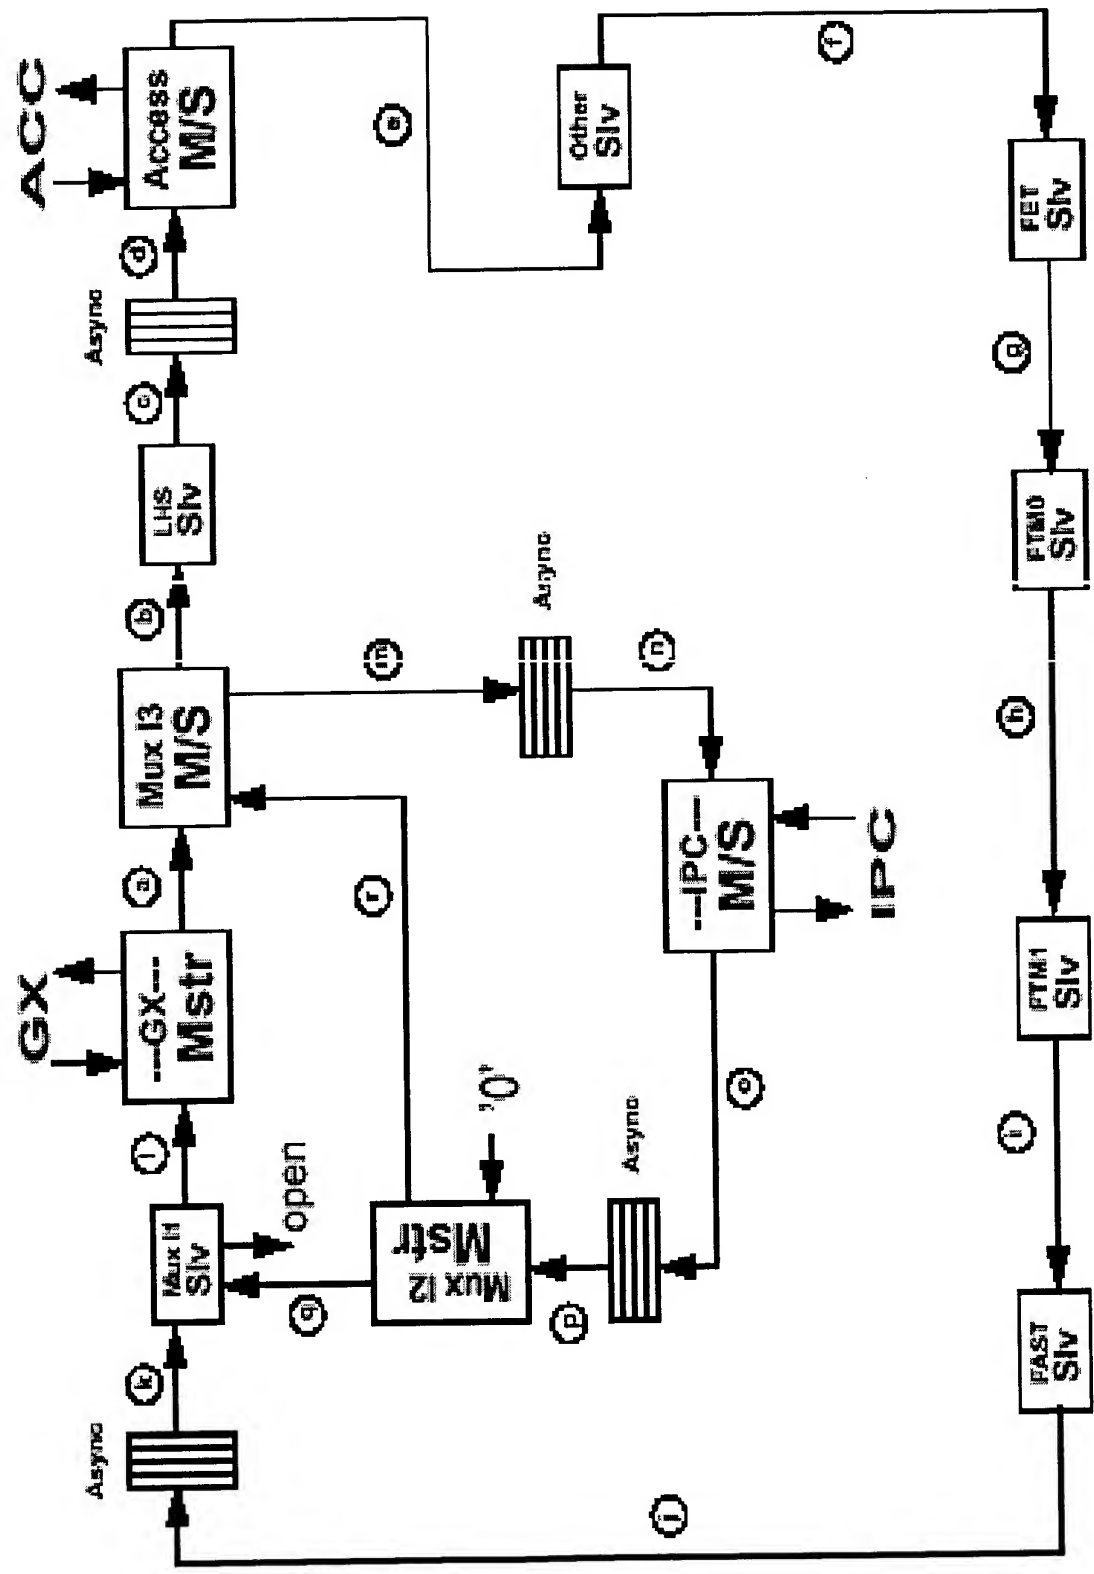 GX
ACC
Async
Async
k
l
a
b
c
d
Mux I1
Slv
---GX---
Mstr
Mux I3
M/S
LHS
Slv
Access
M/S
open
q
r
m
e
Mux I2
Mstr
"0"
Async
Async
p
n
o
---IPC---
M/S
Other
Slv
IPC
j
f
i
h
g
FAST
Slv
FTM1
Slv
FTM0
Slv
FET
Slv